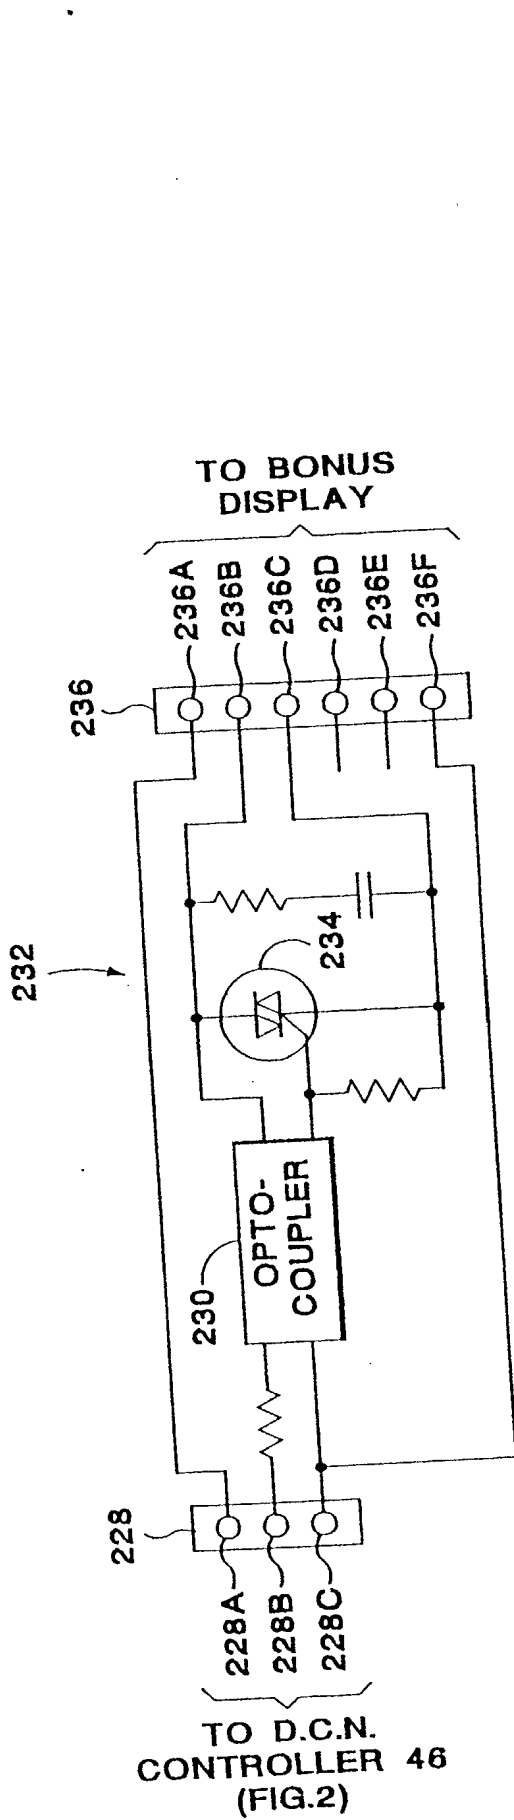 TO BONUS
DISPLAY
236
236A
236B
236C
236D
236E
236F
232
234
230
OPTO-
COUPLER
228
228A
228B
228C
TO D.C.N.
CONTROLLER 46
(FIG.2)